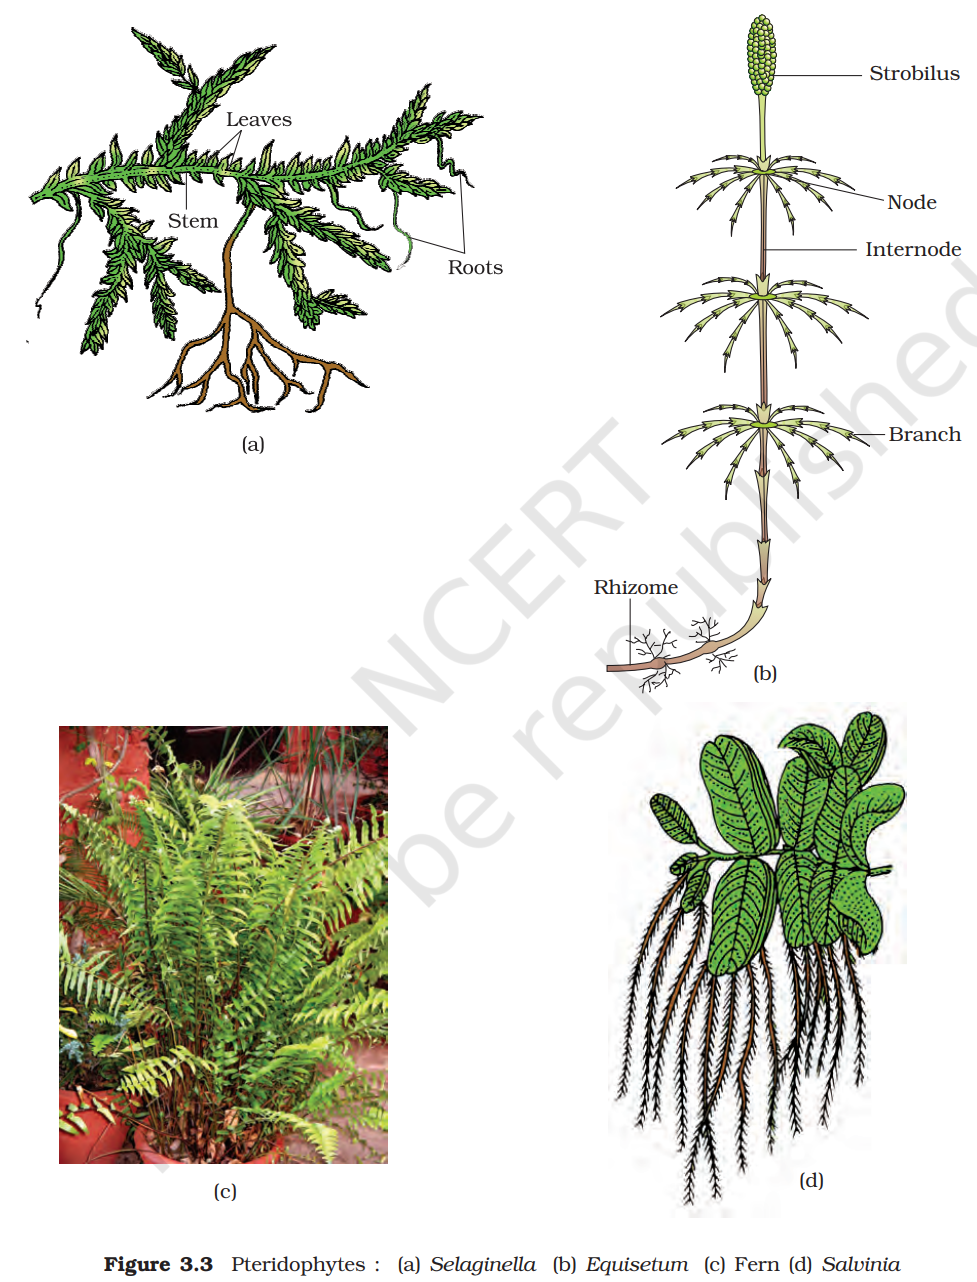 Strobilus
Leaves
Node
Stem
Internode
Roots
Branch
(a)
Rhizome
(b)
(c)
(d)
NCERT
be republished
Figure 3.3 Pteridophytes : (a) Selaginella (b) Equisetum (c) Fern (d) Salvinia